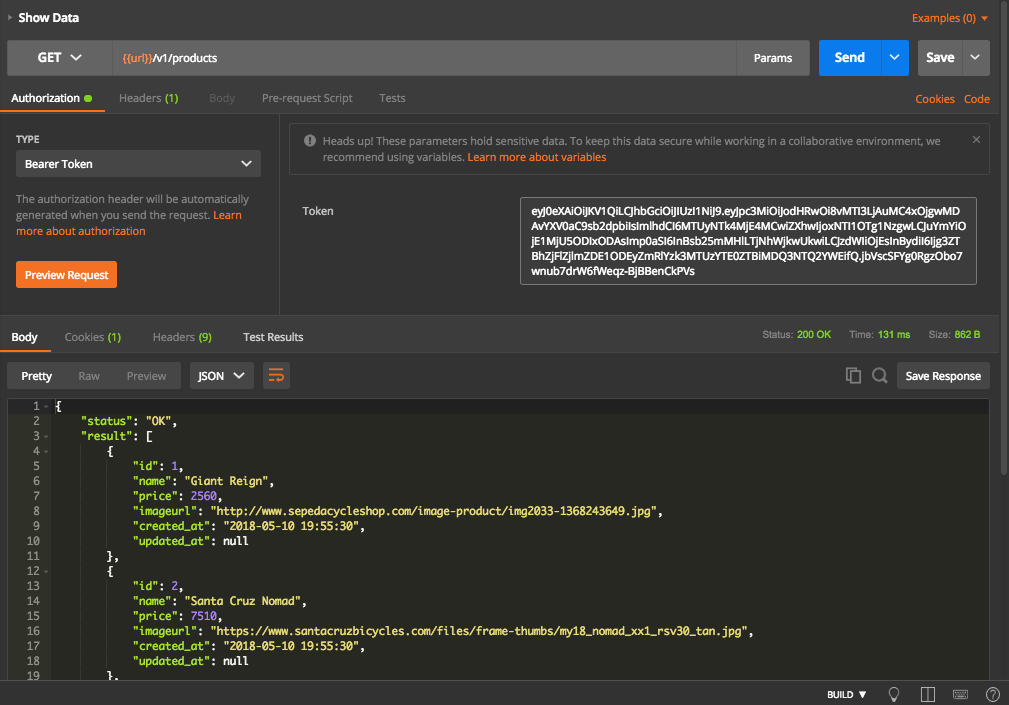 Show Data
Examples (0)
GET
{{url}}/v1/products
Params
Send
Save
Authorization
Headers (1)
Body
Pre-request Script
Tests
Cookies
Code
TYPE
Bearer Token
The authorization header will be automatically
generated when you send the request. Learn
more about authorization
Preview Request
Heads up! These parameters hold sensitive data. To keep this data secure while working in a collaborative environment, we
recommend using variables. Learn more about variables
Token
Body
Cookies (1)
Headers (9)
Test Results
Status: 200 OK
Time: 131 ms
Size: 862 B
Pretty
Raw
Preview
JSON
Save Response
1 {
2 "status": "OK",
3 "result": [
4 {
5 "id": 1,
6 "name": "Giant Reign",
7 "price": 2560,
8 "imageurl": "http://www.sepedacycleshop.com/image-product/img2033-1368243649.jpg",
9 "created_at": "2018-05-10 19:55:30",
10 "updated_at": null
11 },
12 {
13 "id": 2,
14 "name": "Santa Cruz Nomad",
15 "price": 7510,
16 "imageurl": "https://www.santacruzbicycles.com/files/frame-thumbs/my18_nomad_xx1_rsv30_tan.jpg",
17 "created_at": "2018-05-10 19:55:30",
18 "updated_at": null
19 },
BUILD